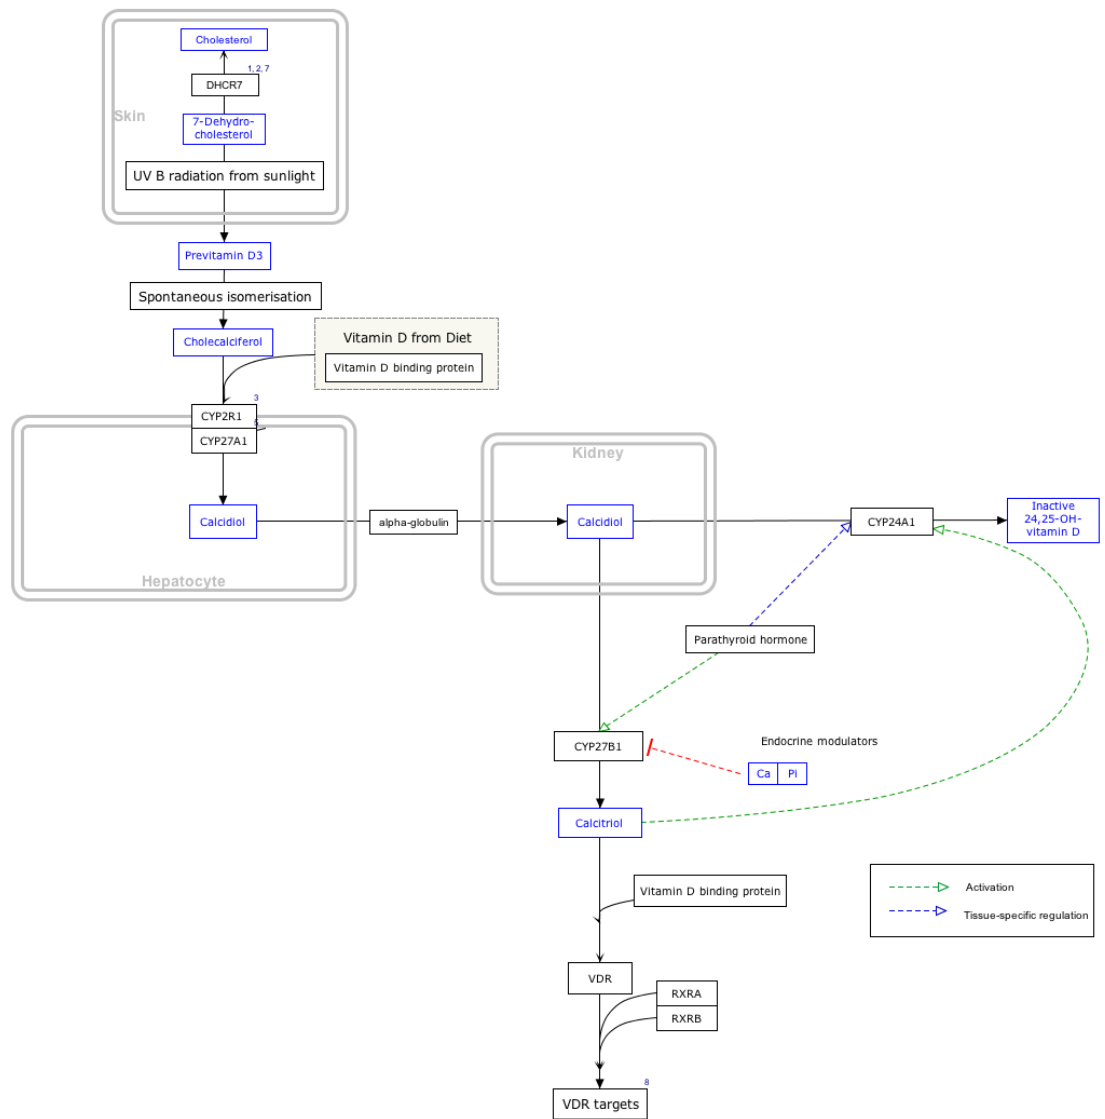 Cholesterol
1, 2, 7
DHCR7
Skin
7-Dehydro-
cholesterol
UV B radiation from sunlight
Previtamin D3
Spontaneous isomerisation
Cholecalciferol
Vitamin D from Diet
Vitamin D binding protein
3
CYP2R1
CYP27A1
Kidney
Calcidiol
alpha-globulin
Calcidiol
CYP24A1
Inactive
24,25-OH-
vitamin D
Hepatocyte
Parathyroid hormone
CYP27B1
Endocrine modulators
Ca
Pi
Calcitriol
Vitamin D binding protein
Activation
Tissue-specific regulation
VDR
RXRA
RXRB
8
VDR targets